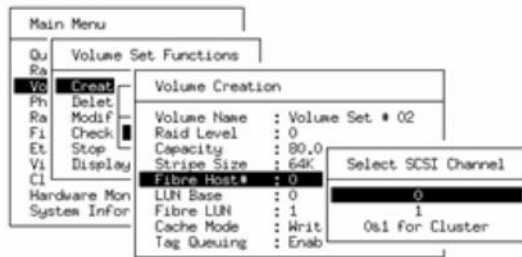 Main Menu
Qu
Ra
Vo
Ph
Ra
Fi
Et
Vi
Cl
Hardware Mon
System Infor
Volume Set Functions
Creat
Delet
Modif
Check
Stop
Display
Volume Creation
Volume Name : Volume Set # 02
Raid Level : 0
Capacity : 80.0
Stripe Size : 64K
Fibre Host# : 0
LUN Base : 0
Fibre LUN : 1
Cache Mode : Writ
Tag Queuing : Enab
Select SCSI Channel
0
1
0&1 for Cluster